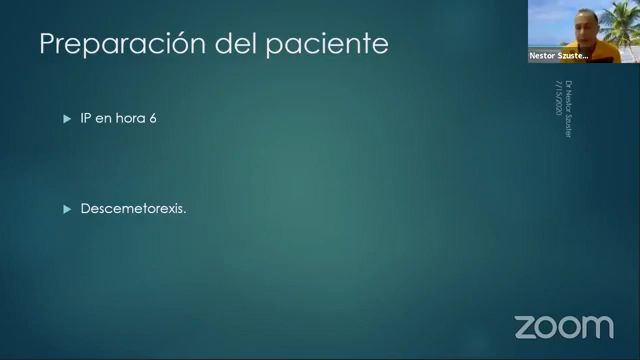 Preparación del paciente
Nestor Szuste...
Dr Nestor Szuster
7/15/2020
IP en hora 6
Descemetorexis.
zoom